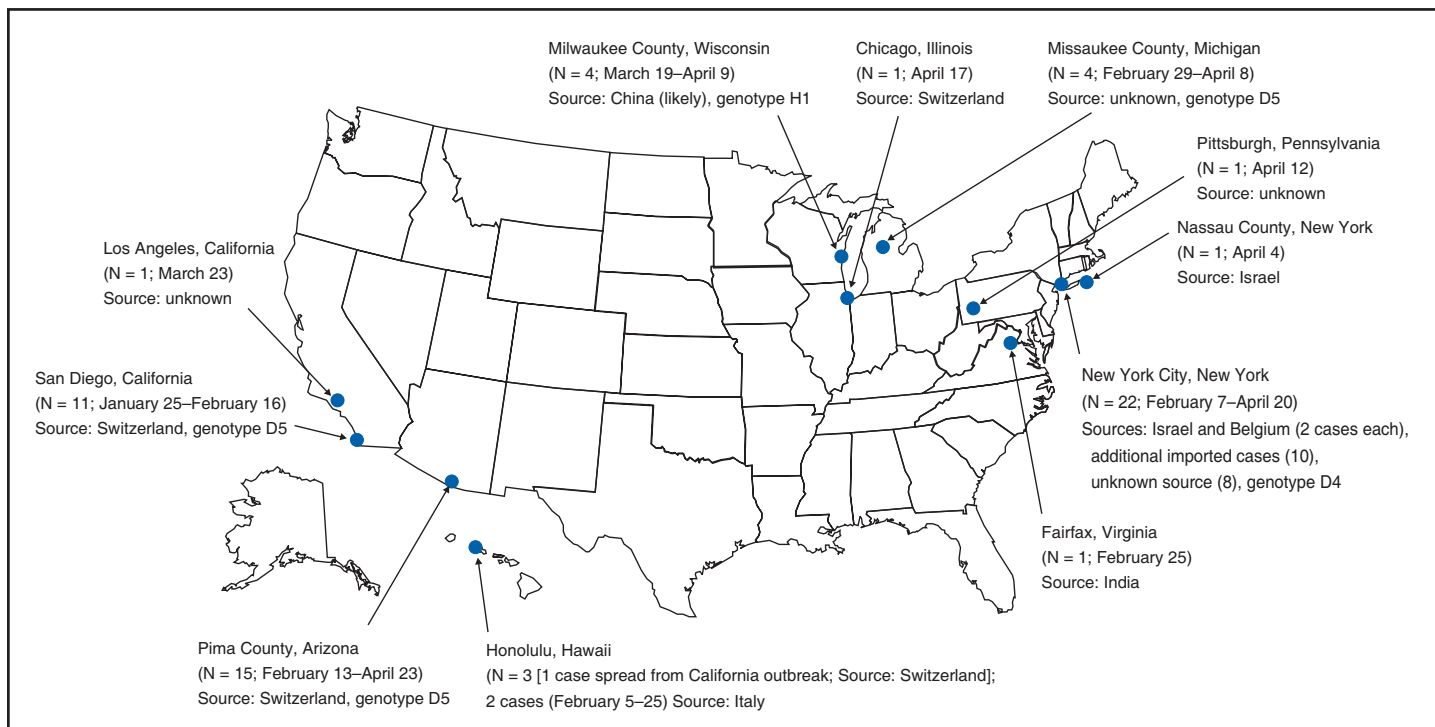 Milwaukee County, Wisconsin
(N = 4; March 19–April 9)
Source: China (likely), genotype H1
Chicago, Illinois
(N = 1; April 17)
Source: Switzerland
Missaukee County, Michigan
(N = 4; February 29–April 8)
Source: unknown, genotype D5
Pittsburgh, Pennsylvania
(N = 1; April 12)
Source: unknown
Nassau County, New York
(N = 1; April 4)
Source: Israel
Los Angeles, California
(N = 1; March 23)
Source: unknown
San Diego, California
(N = 11; January 25–February 16)
Source: Switzerland, genotype D5
New York City, New York
(N = 22; February 7–April 20)
Sources: Israel and Belgium (2 cases each),
additional imported cases (10),
unknown source (8), genotype D4
Fairfax, Virginia
(N = 1; February 25)
Source: India
Pima County, Arizona
(N = 15; February 13–April 23)
Source: Switzerland, genotype D5
Honolulu, Hawaii
(N = 3 [1 case spread from California outbreak; Source: Switzerland];
2 cases (February 5–25) Source: Italy